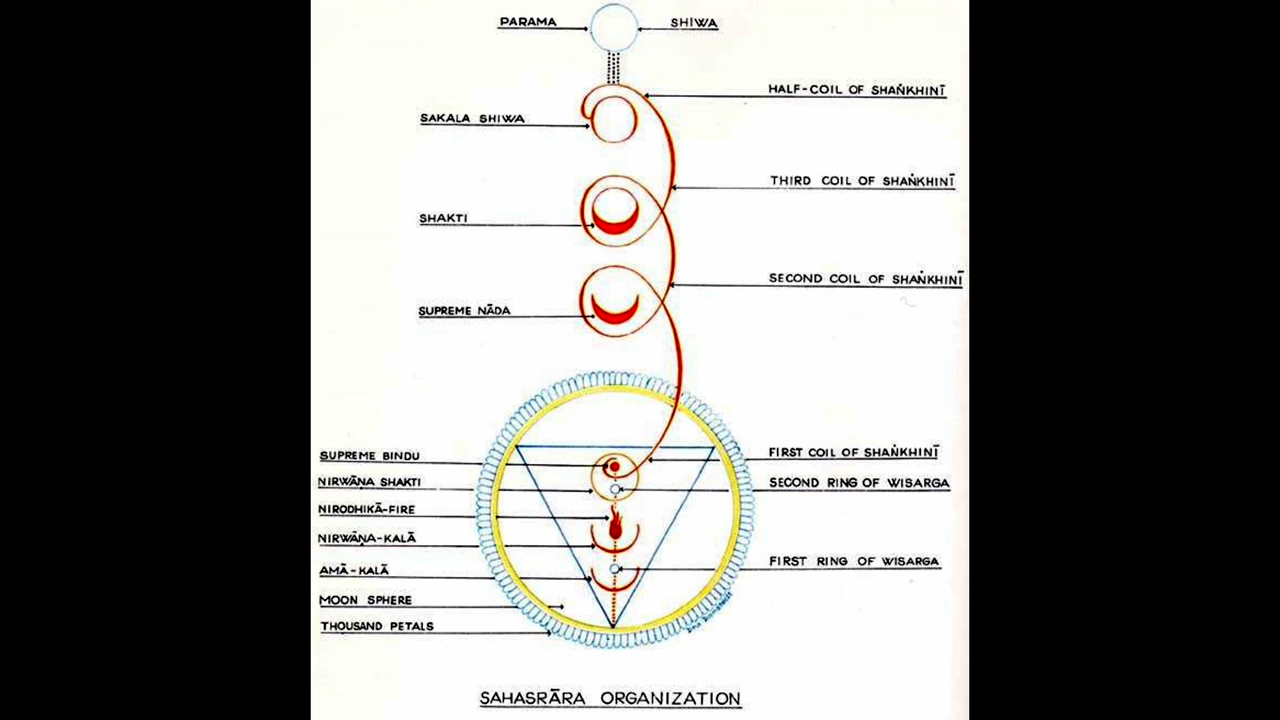 PARAMA
SHIWA
HALF-COIL OF SHAṄKHINĪ
SAKALA SHIWA
THIRD COIL OF SHAṄKHINĪ
SHAKTI
SECOND COIL OF SHAṄKHINĪ
SUPREME NĀDA
FIRST COIL OF SHAṄKHINĪ
SUPREME BINDU
NIRWĀṆA SHAKTI
SECOND RING OF WISARGA
NIRODHIKĀ-FIRE
NIRWĀṆA-KALĀ
FIRST RING OF WISARGA
AMĀ-KALĀ
MOON SPHERE
THOUSAND PETALS
SAHASRĀRA ORGANIZATION